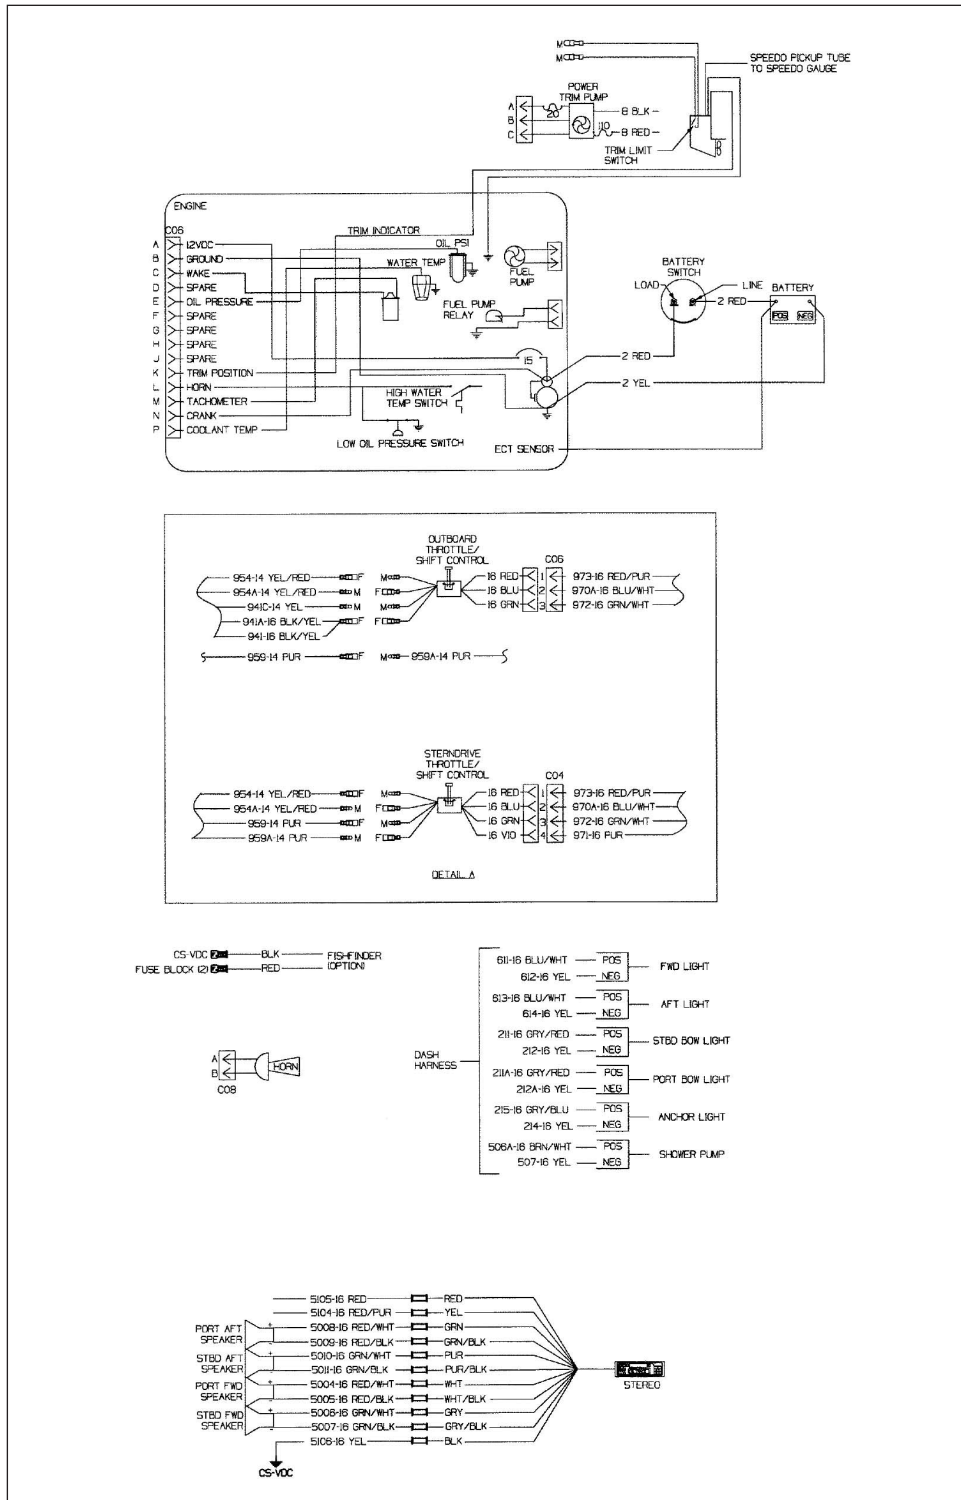 SPEEDO PICKUP TUBE
TO SPEEDO GAUGE
M
M
POWER
TRIM PUMP
A
B
C
20
110
8 BLK
8 RED
TRIM LIMIT
SWITCH
ENGINE
C06
A 12VDC
B GROUND
C WAKE
D SPARE
E OIL PRESSURE
F SPARE
G SPARE
H SPARE
J SPARE
K TRIM POSITION
L HORN
M TACHOMETER
N CRANK
P COOLANT TEMP
TRIM INDICATOR
OIL PSI
WATER TEMP
FUEL
PUMP
FUEL PUMP
RELAY
15
HIGH WATER
TEMP SWITCH
LOW OIL PRESSURE SWITCH
ECT SENSOR
BATTERY
SWITCH
LOAD
LINE
BATTERY
2 RED
POS
NEG
2 RED
2 YEL
OUTBOARD
THROTTLE/
SHIFT CONTROL
C06
954-14 YEL/RED F M 16 RED 1 973-16 RED/PUR
954A-14 YEL/RED M F 16 BLU 2 970A-16 BLU/WHT
941C-14 YEL M M 16 GRN 3 972-16 GRN/WHT
941A-16 BLK/YEL F F
941-16 BLK/YEL
959-14 PUR F M 959A-14 PUR
STERNDRIVE
THROTTLE/
SHIFT CONTROL
C04
954-14 YEL/RED F M 16 RED 1 973-16 RED/PUR
954A-14 YEL/RED M F 16 BLU 2 970A-16 BLU/WHT
959-14 PUR F M 16 GRN 3 972-16 GRN/WHT
959A-14 PUR M F 16 VIO 4 971-16 PUR
DETAIL A
CS-VDC BLK FISHFINDER
FUSE BLOCK (2) RED (OPTION)
A
B
HORN
C08
DASH
HARNESS
611-16 BLU/WHT POS
612-16 YEL NEG
FWD LIGHT
613-16 BLU/WHT POS
614-16 YEL NEG
AFT LIGHT
211-16 GRY/RED POS
212-16 YEL NEG
STBD BOW LIGHT
211A-16 GRY/RED POS
212A-16 YEL NEG
PORT BOW LIGHT
215-16 GRY/BLU POS
214-16 YEL NEG
ANCHOR LIGHT
506A-16 BRN/WHT POS
507-16 YEL NEG
SHOWER PUMP
5105-16 RED RED
5104-16 RED/PUR YEL
PORT AFT
SPEAKER
+ 5008-16 RED/WHT GRN
- 5009-16 RED/BLK GRN/BLK
STBD AFT
SPEAKER
+ 5010-16 GRN/WHT PUR
- 5011-16 GRN/BLK PUR/BLK
PORT FWD
SPEAKER
+ 5004-16 RED/WHT WHT
- 5005-16 RED/BLK WHT/BLK
STBD FWD
SPEAKER
+ 5006-16 GRN/WHT GRY
- 5007-16 GRN/BLK GRY/BLK
5106-16 YEL BLK
CS-VDC
STEREO